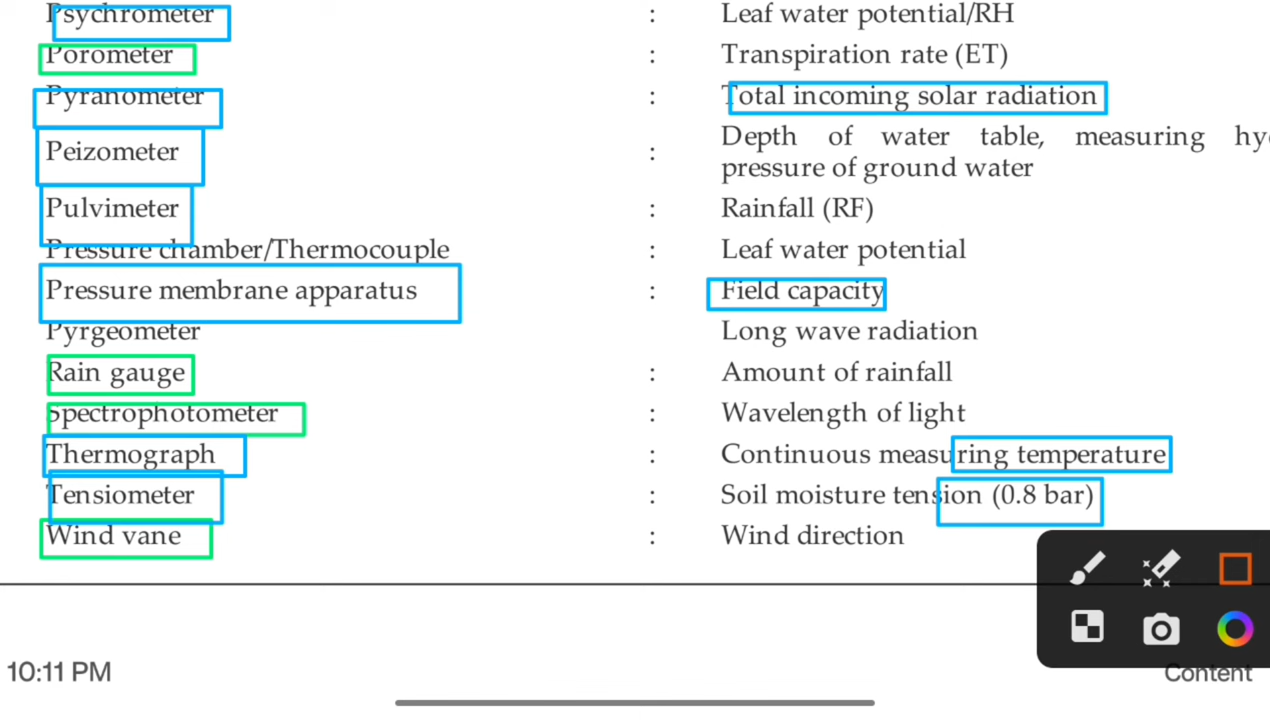 Psychrometer : Leaf water potential/RH
Porometer : Transpiration rate (ET)
Pyranometer : Total incoming solar radiation
Depth of water table, measuring
Peizometer : pressure of ground water
Pulvimeter : Rainfall (RF)
Pressure chamber/Thermocouple : Leaf water potential
Pressure membrane apparatus : Field capacity
Pyrgeometer Long wave radiation
Rain gauge : Amount of rainfall
Spectrophotometer : Wavelength of light
Thermograph : Continuous measuring temperature
Tensiometer : Soil moisture tension (0.8 bar)
Wind vane : Wind direction
10:11 PM
Content